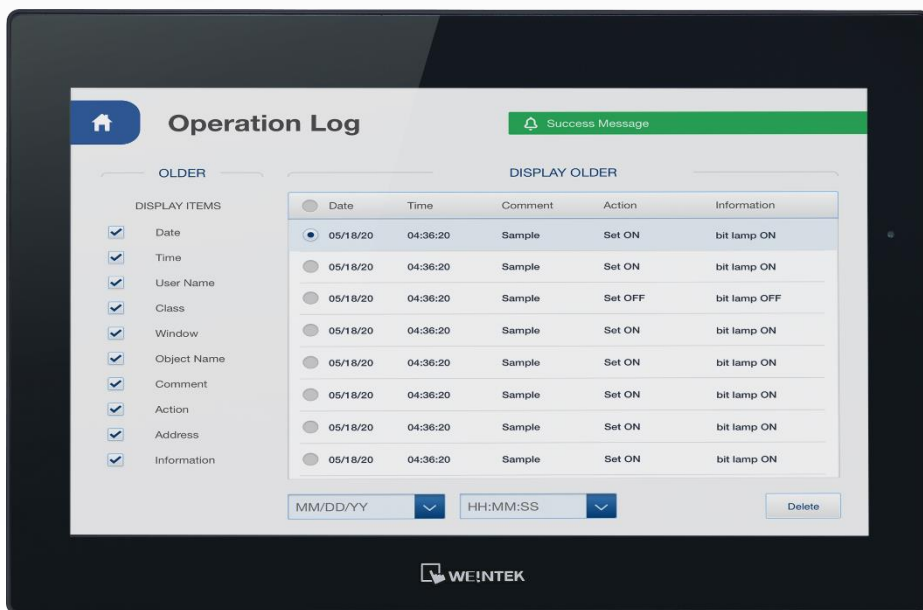 Operation Log
Success Message
OLDER
DISPLAY ITEMS
Date
Time
User Name
Class
Window
Object Name
Comment
Action
Address
Information
DISPLAY OLDER
Date Time Comment Action Information
05/18/20 04:36:20 Sample Set ON bit lamp ON
05/18/20 04:36:20 Sample Set ON bit lamp ON
05/18/20 04:36:20 Sample Set OFF bit lamp OFF
05/18/20 04:36:20 Sample Set ON bit lamp ON
05/18/20 04:36:20 Sample Set ON bit lamp ON
05/18/20 04:36:20 Sample Set ON bit lamp ON
05/18/20 04:36:20 Sample Set ON bit lamp ON
05/18/20 04:36:20 Sample Set ON bit lamp ON
MM/DD/YY HH:MM:SS Delete
WEINTEK